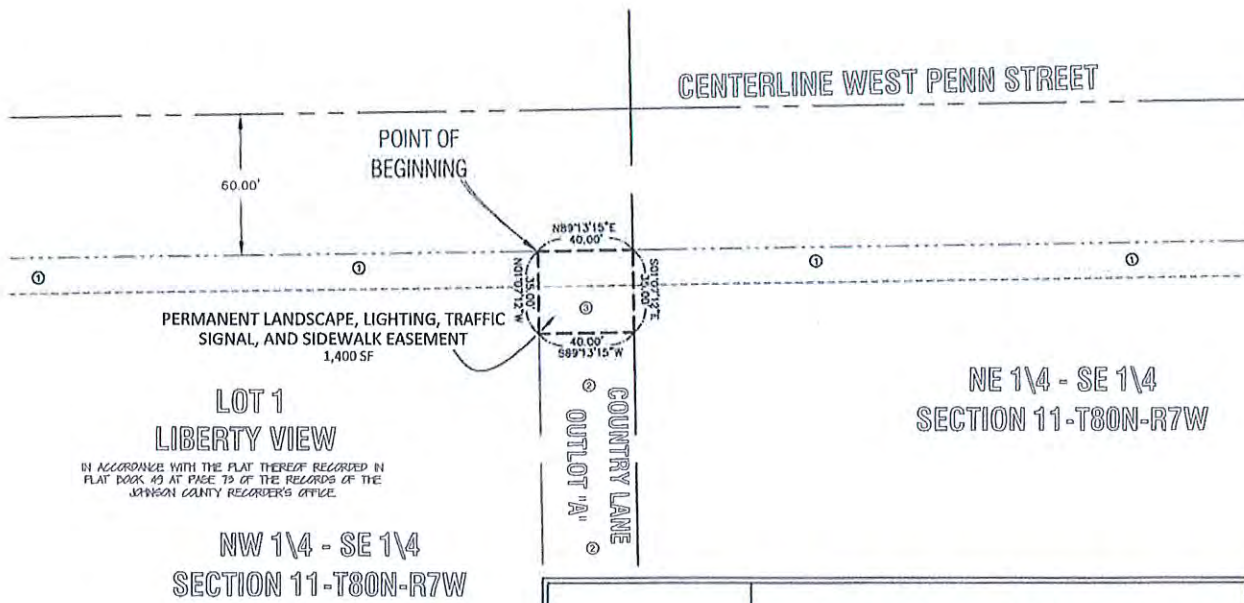 CENTERLINE WEST PENN STREET
POINT OF
BEGINNING
60.00'
N89°13'15"E
40.00'
①
①
①
①
N01°07'12"W
35.00'
S01°07'12"E
35.00'
③
PERMANENT LANDSCAPE, LIGHTING, TRAFFIC
SIGNAL, AND SIDEWALK EASEMENT
1,400 SF
40.00'
S89°13'15"W
LOT 1
LIBERTY VIEW
IN ACCORDANCE WITH THE PLAT THEREOF RECORDED IN
PLAT BOOK 49 AT PAGE 73 OF THE RECORDS OF THE
JOHNSON COUNTY RECORDER'S OFFICE
②
COUNTRY LANE
OUTLOT "A"
②
NE 1\4 - SE 1\4
SECTION 11-T80N-R7W
NW 1\4 - SE 1\4
SECTION 11-T80N-R7W